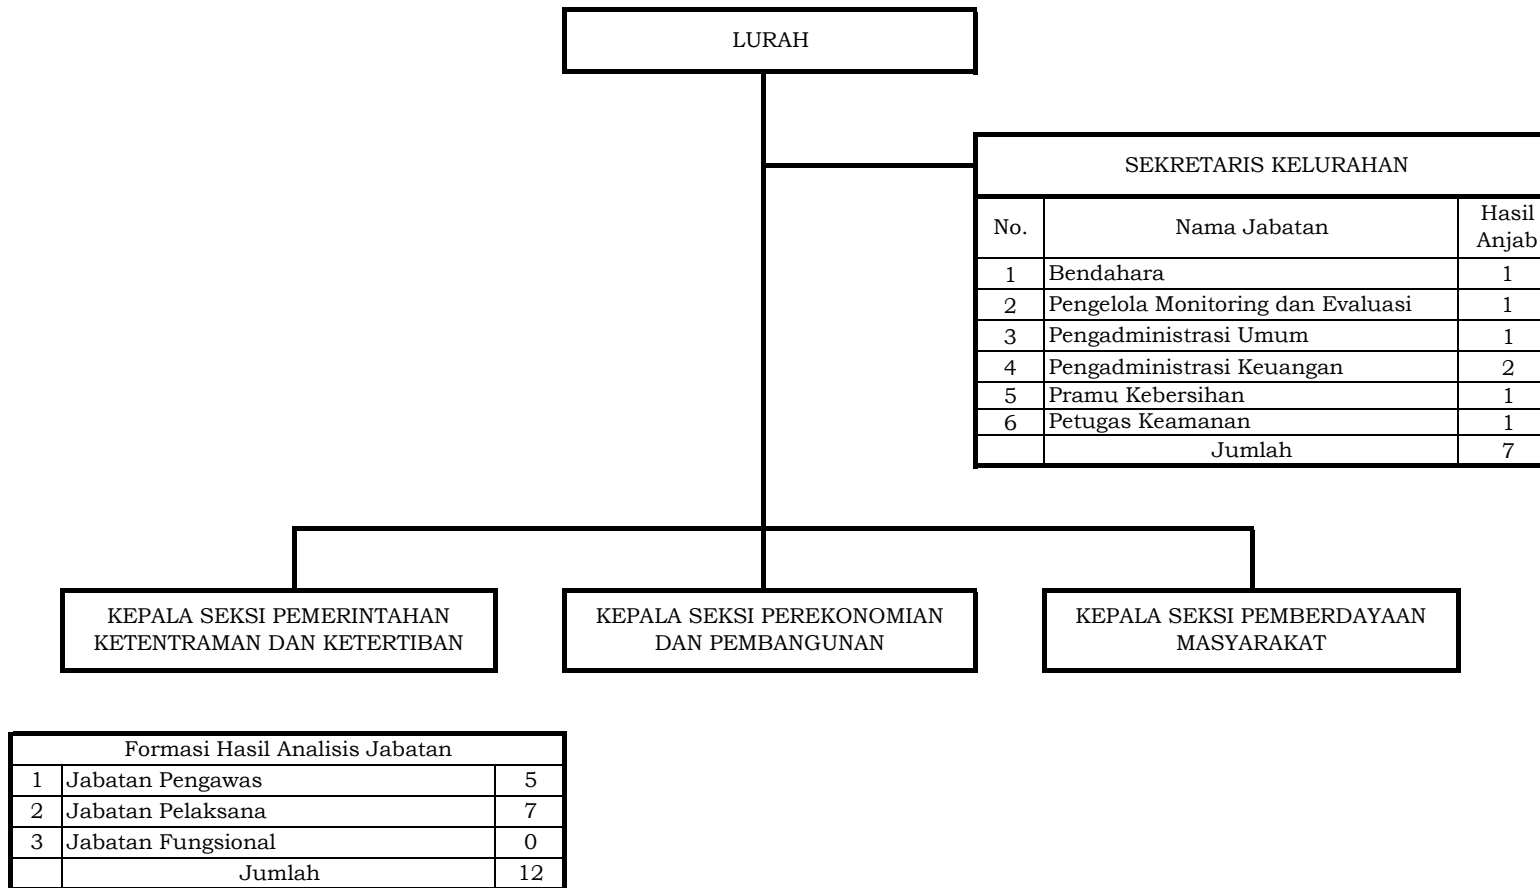 LURAH
SEKRETARIS KELURAHAN
No. Nama Jabatan Hasil Anjab
1 Bendahara 1
2 Pengelola Monitoring dan Evaluasi 1
3 Pengadministrasi Umum 1
4 Pengadministrasi Keuangan 2
5 Pramu Kebersihan 1
6 Petugas Keamanan 1
Jumlah 7
KEPALA SEKSI PEMERINTAHAN
KETENTRAMAN DAN KETERTIBAN
KEPALA SEKSI PEREKONOMIAN
DAN PEMBANGUNAN
KEPALA SEKSI PEMBERDAYAAN
MASYARAKAT
Formasi Hasil Analisis Jabatan
1 Jabatan Pengawas 5
2 Jabatan Pelaksana 7
3 Jabatan Fungsional 0
Jumlah 12